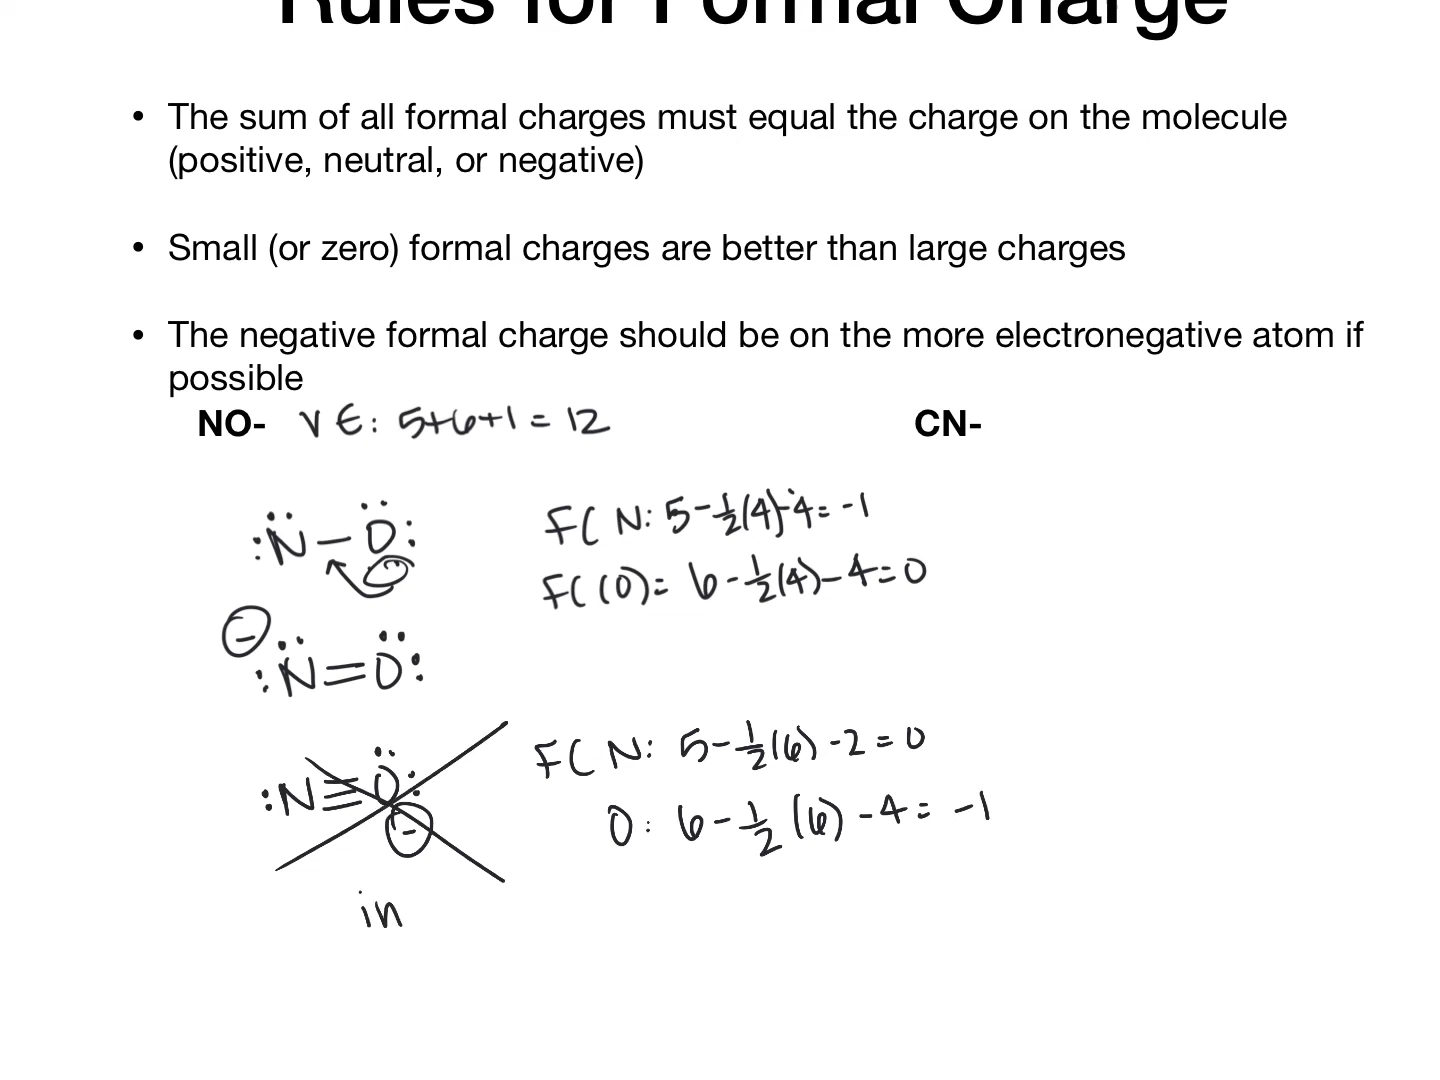 Rules for Formal Charge
• The sum of all formal charges must equal the charge on the molecule
(positive, neutral, or negative)
• Small (or zero) formal charges are better than large charges
• The negative formal charge should be on the more electronegative atom if
possible
NO- VE: 5+6+1 = 12
CN-
:N̈ – Ö:
FC N: 5-½(4)-4= -1
FC (O)= 6-½(4)-4=0
⊖
:N̈=Ö:
:N≡Ö:
⊖
FC N: 5-½(6)-2=0
O: 6-½(6)-4= -1
in